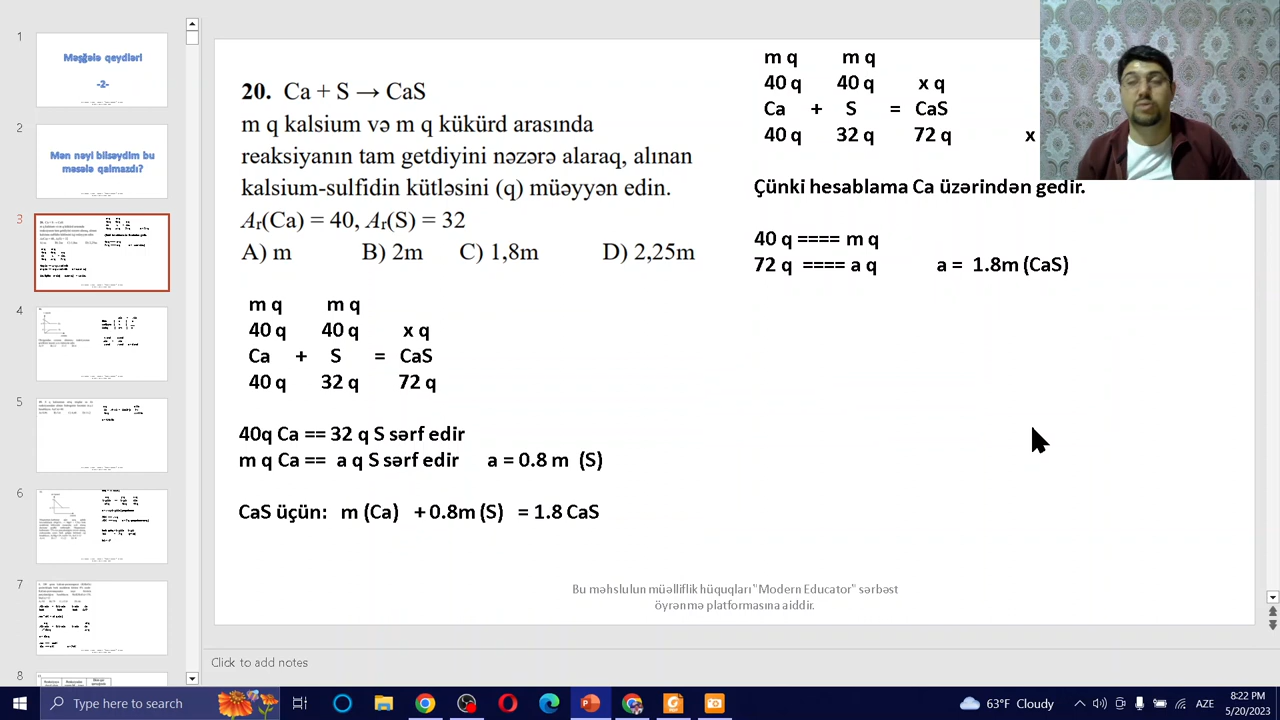 1
Məşğələ qeydləri
-2-
2
Mən nəyi bilsəydim bu
məsələ qalmazdı?
3
4
5
6
7
8
20. Ca + S → CaS
m q kalsium və m q kükürd arasında
reaksiyanın tam getdiyini nəzərə alaraq, alınan
kalsium-sulfidin kütləsini (q) müəyyən edin.
Ar(Ca) = 40, Ar(S) = 32
A) m B) 2m C) 1,8m D) 2,25m
m q m q
40 q 40 q x q
Ca + S = CaS
40 q 32 q 72 q
40q Ca == 32 q S sərf edir
m q Ca == a q S sərf edir a = 0.8 m (S)
CaS üçün: m (Ca) + 0.8m (S) = 1.8 CaS
m q m q
40 q 40 q x q
Ca + S = CaS
40 q 32 q 72 q x
Çünki hesablama Ca üzərindən gedir.
40 q ==== m q
72 q ==== a q a = 1.8m (CaS)
Bu məhslulun müəlliflik hüquqları "Modern Educator" sərbəst
öyrənmə platformasına aiddir.
Click to add notes
Type here to search
63°F Cloudy
AZE
8:22 PM
5/20/2023